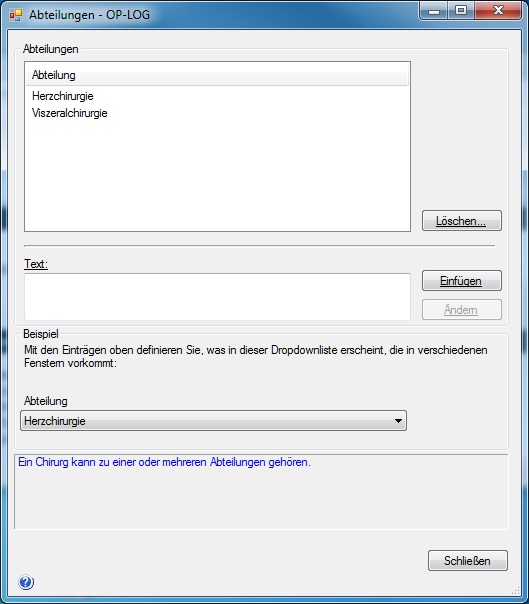 Abteilungen - OP-LOG
Abteilungen
Abteilung
Herzchirurgie
Viszeralchirurgie
Löschen...
Text:
Einfügen
Ändern
Beispiel
Mit den Einträgen oben definieren Sie, was in dieser Dropdownliste erscheint, die in verschiedenen
Fenstern vorkommt:
Abteilung
Herzchirurgie
Ein Chirurg kann zu einer oder mehreren Abteilungen gehören.
Schließen
?